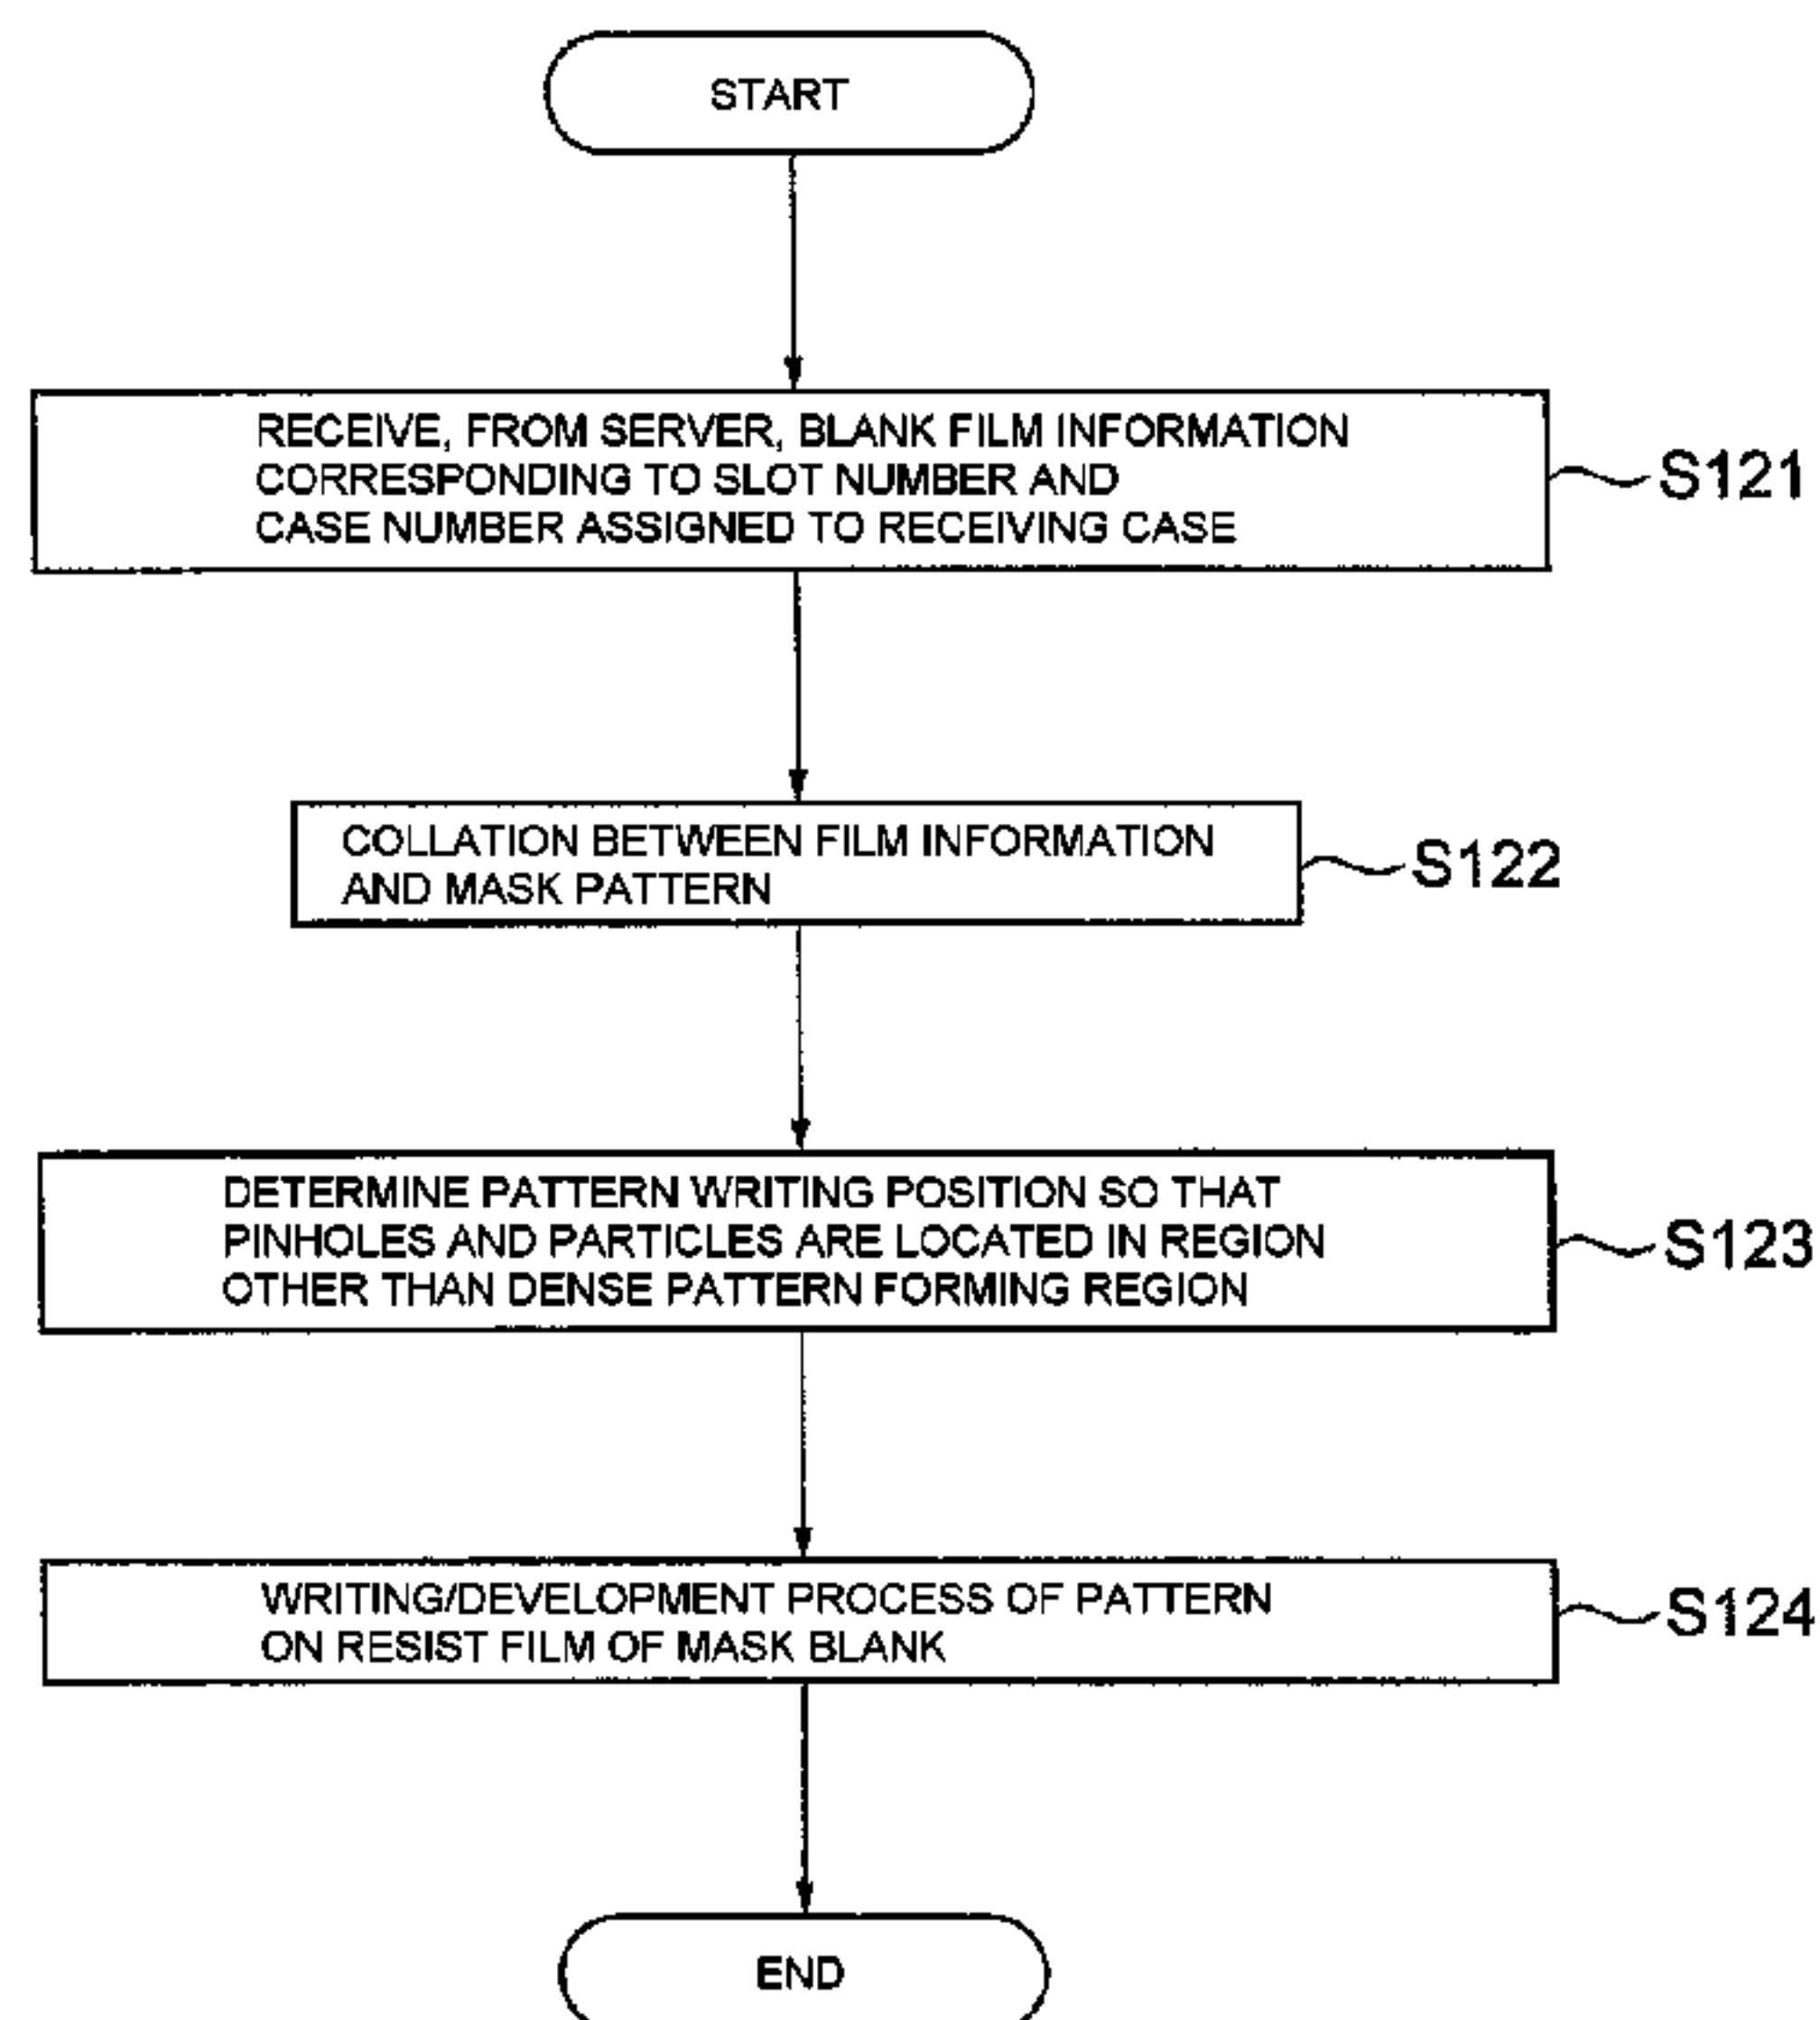 START
RECEIVE, FROM SERVER, BLANK FILM INFORMATION
CORRESPONDING TO SLOT NUMBER AND
CASE NUMBER ASSIGNED TO RECEIVING CASE
S121
COLLATION BETWEEN FILM INFORMATION
AND MASK PATTERN
S122
DETERMINE PATTERN WRITING POSITION SO THAT
PINHOLES AND PARTICLES ARE LOCATED IN REGION
OTHER THAN DENSE PATTERN FORMING REGION
S123
WRITING/DEVELOPMENT PROCESS OF PATTERN
ON RESIST FILM OF MASK BLANK
S124
END